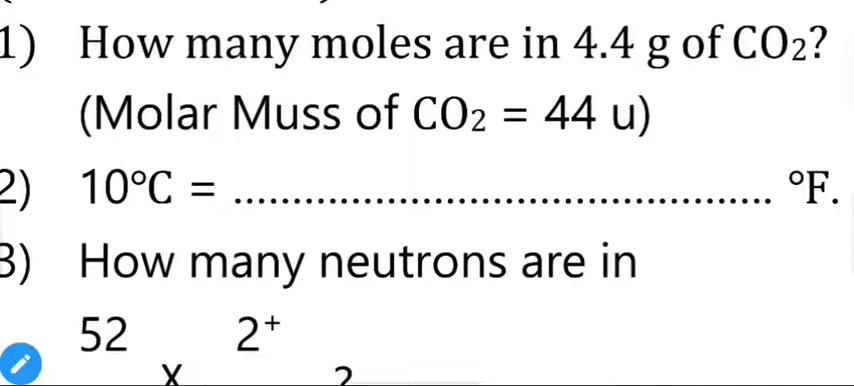 1) How many moles are in 4.4 g of CO₂?
(Molar Muss of CO₂ = 44 u)
2) 10°C = ............................................. °F.
3) How many neutrons are in
52 2⁺
X ?